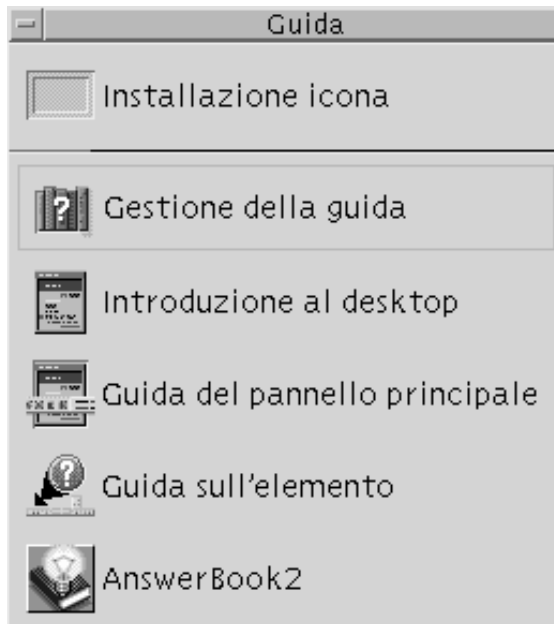 Guida
Installazione icona
Gestione della guida
Introduzione al desktop
Guida del pannello principale
Guida sull'elemento
AnswerBook2